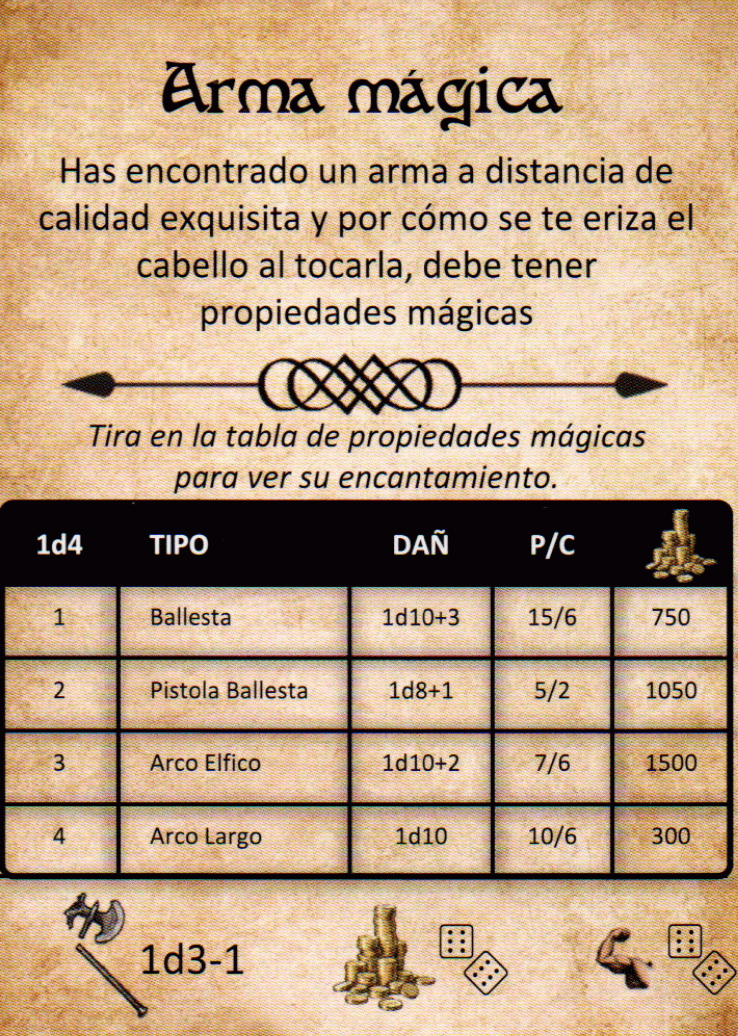 Arma mágica
Has encontrado un arma a distancia de
calidad exquisita y por cómo se te eriza el
cabello al tocarla, debe tener
propiedades mágicas
Tira en la tabla de propiedades mágicas
para ver su encantamiento.
1d4 TIPO DAÑ P/C
1 Ballesta 1d10+3 15/6 750
2 Pistola Ballesta 1d8+1 5/2 1050
3 Arco Elfico 1d10+2 7/6 1500
4 Arco Largo 1d10 10/6 300
1d3-1